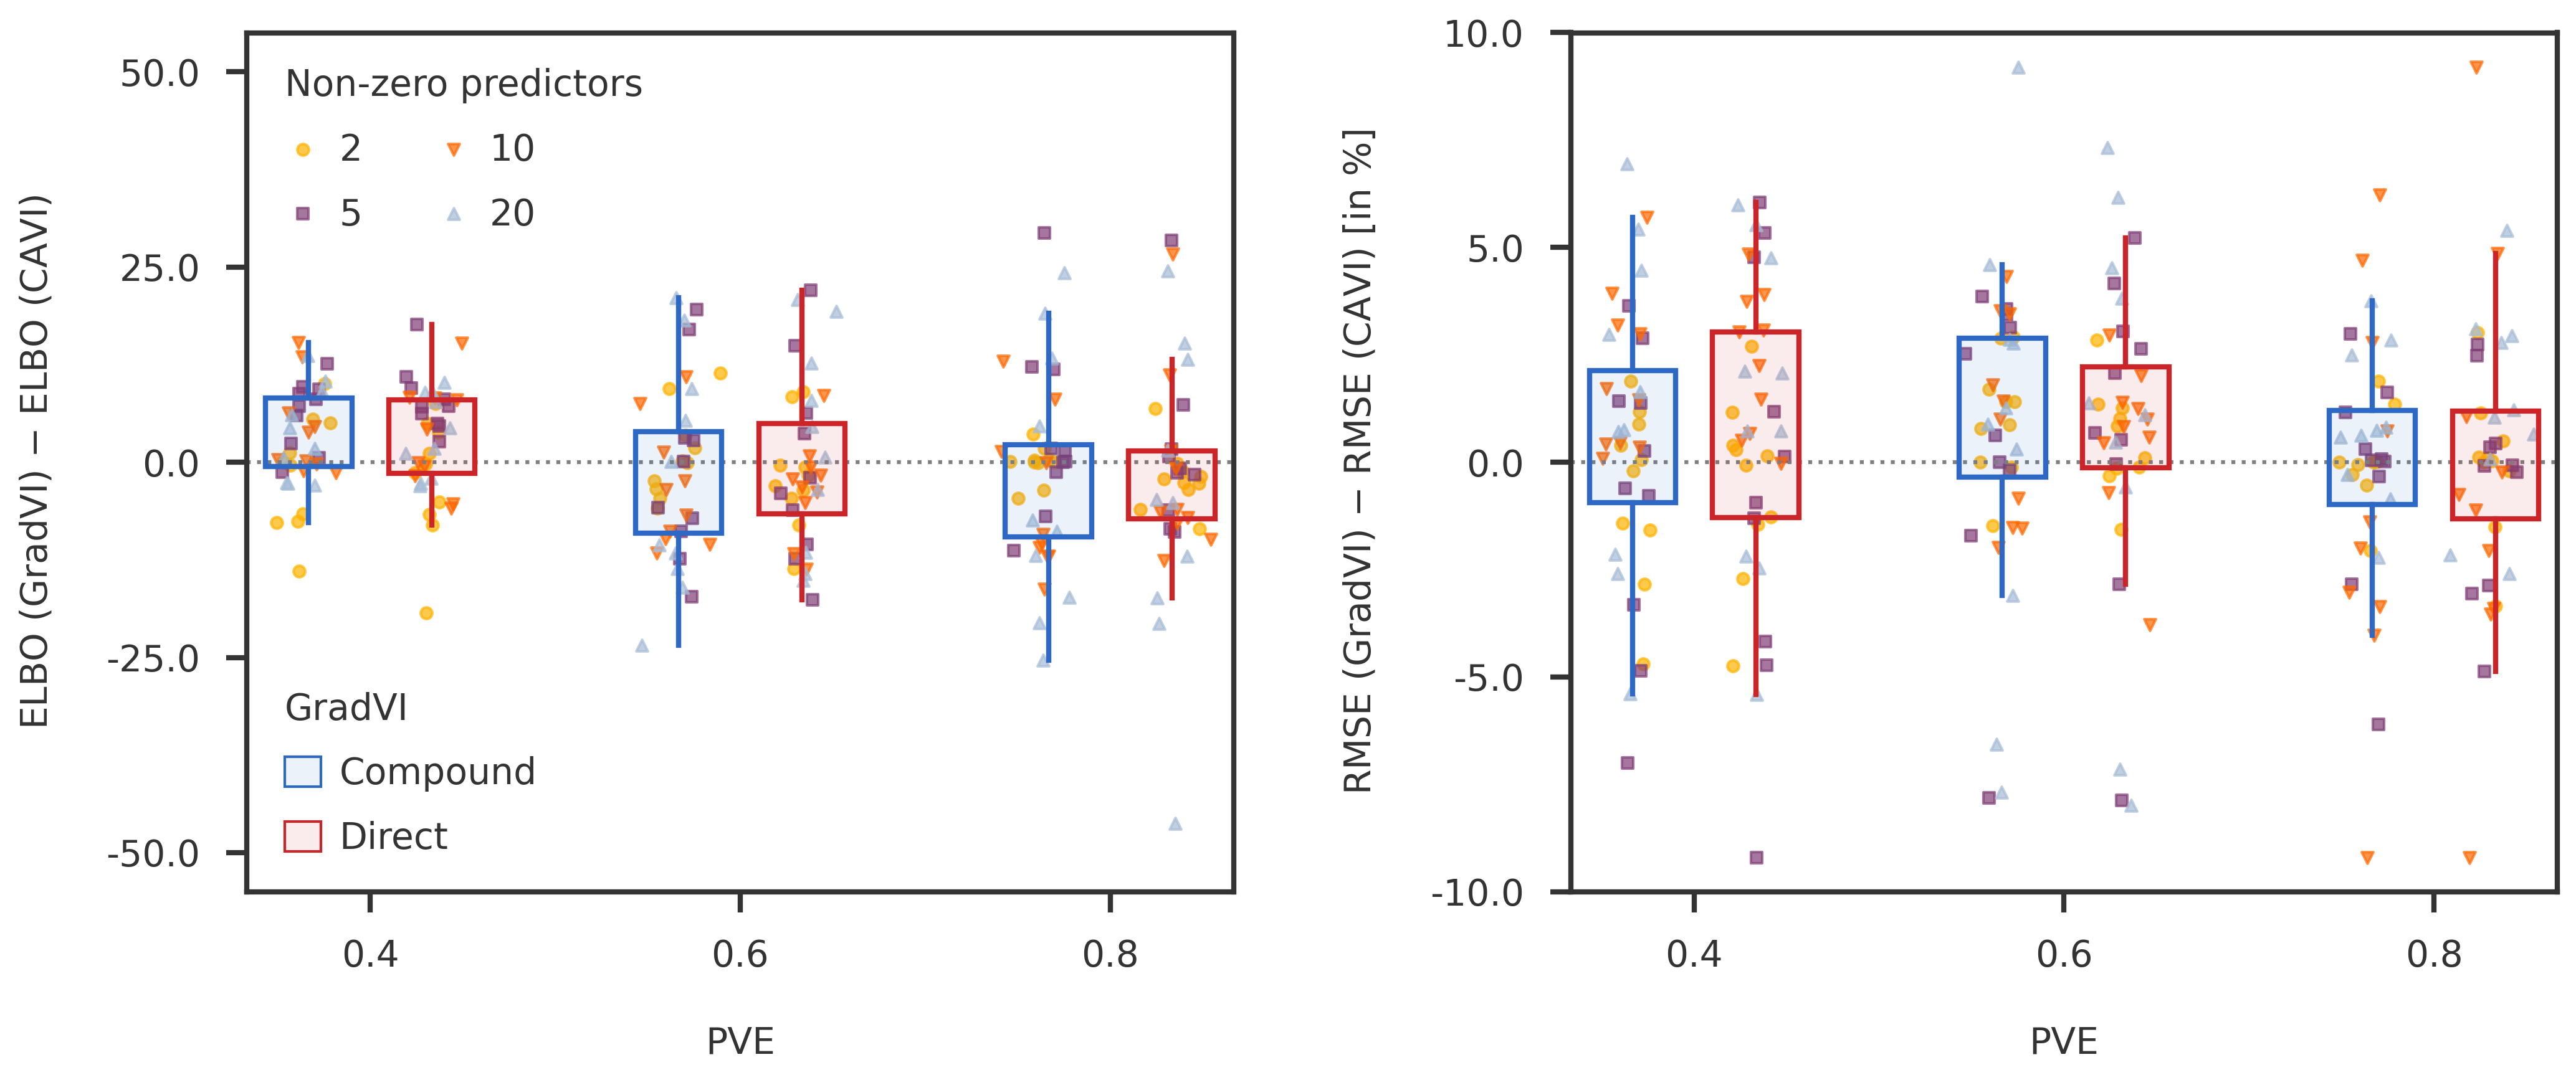 ELBO (GradVI) − ELBO (CAVI)
50.0
25.0
0.0
-25.0
-50.0
Non-zero predictors
2 10
5 20
GradVI
Compound
Direct
0.4 0.6 0.8
PVE
RMSE (GradVI) − RMSE (CAVI) [in %]
10.0
5.0
0.0
-5.0
-10.0
0.4 0.6 0.8
PVE